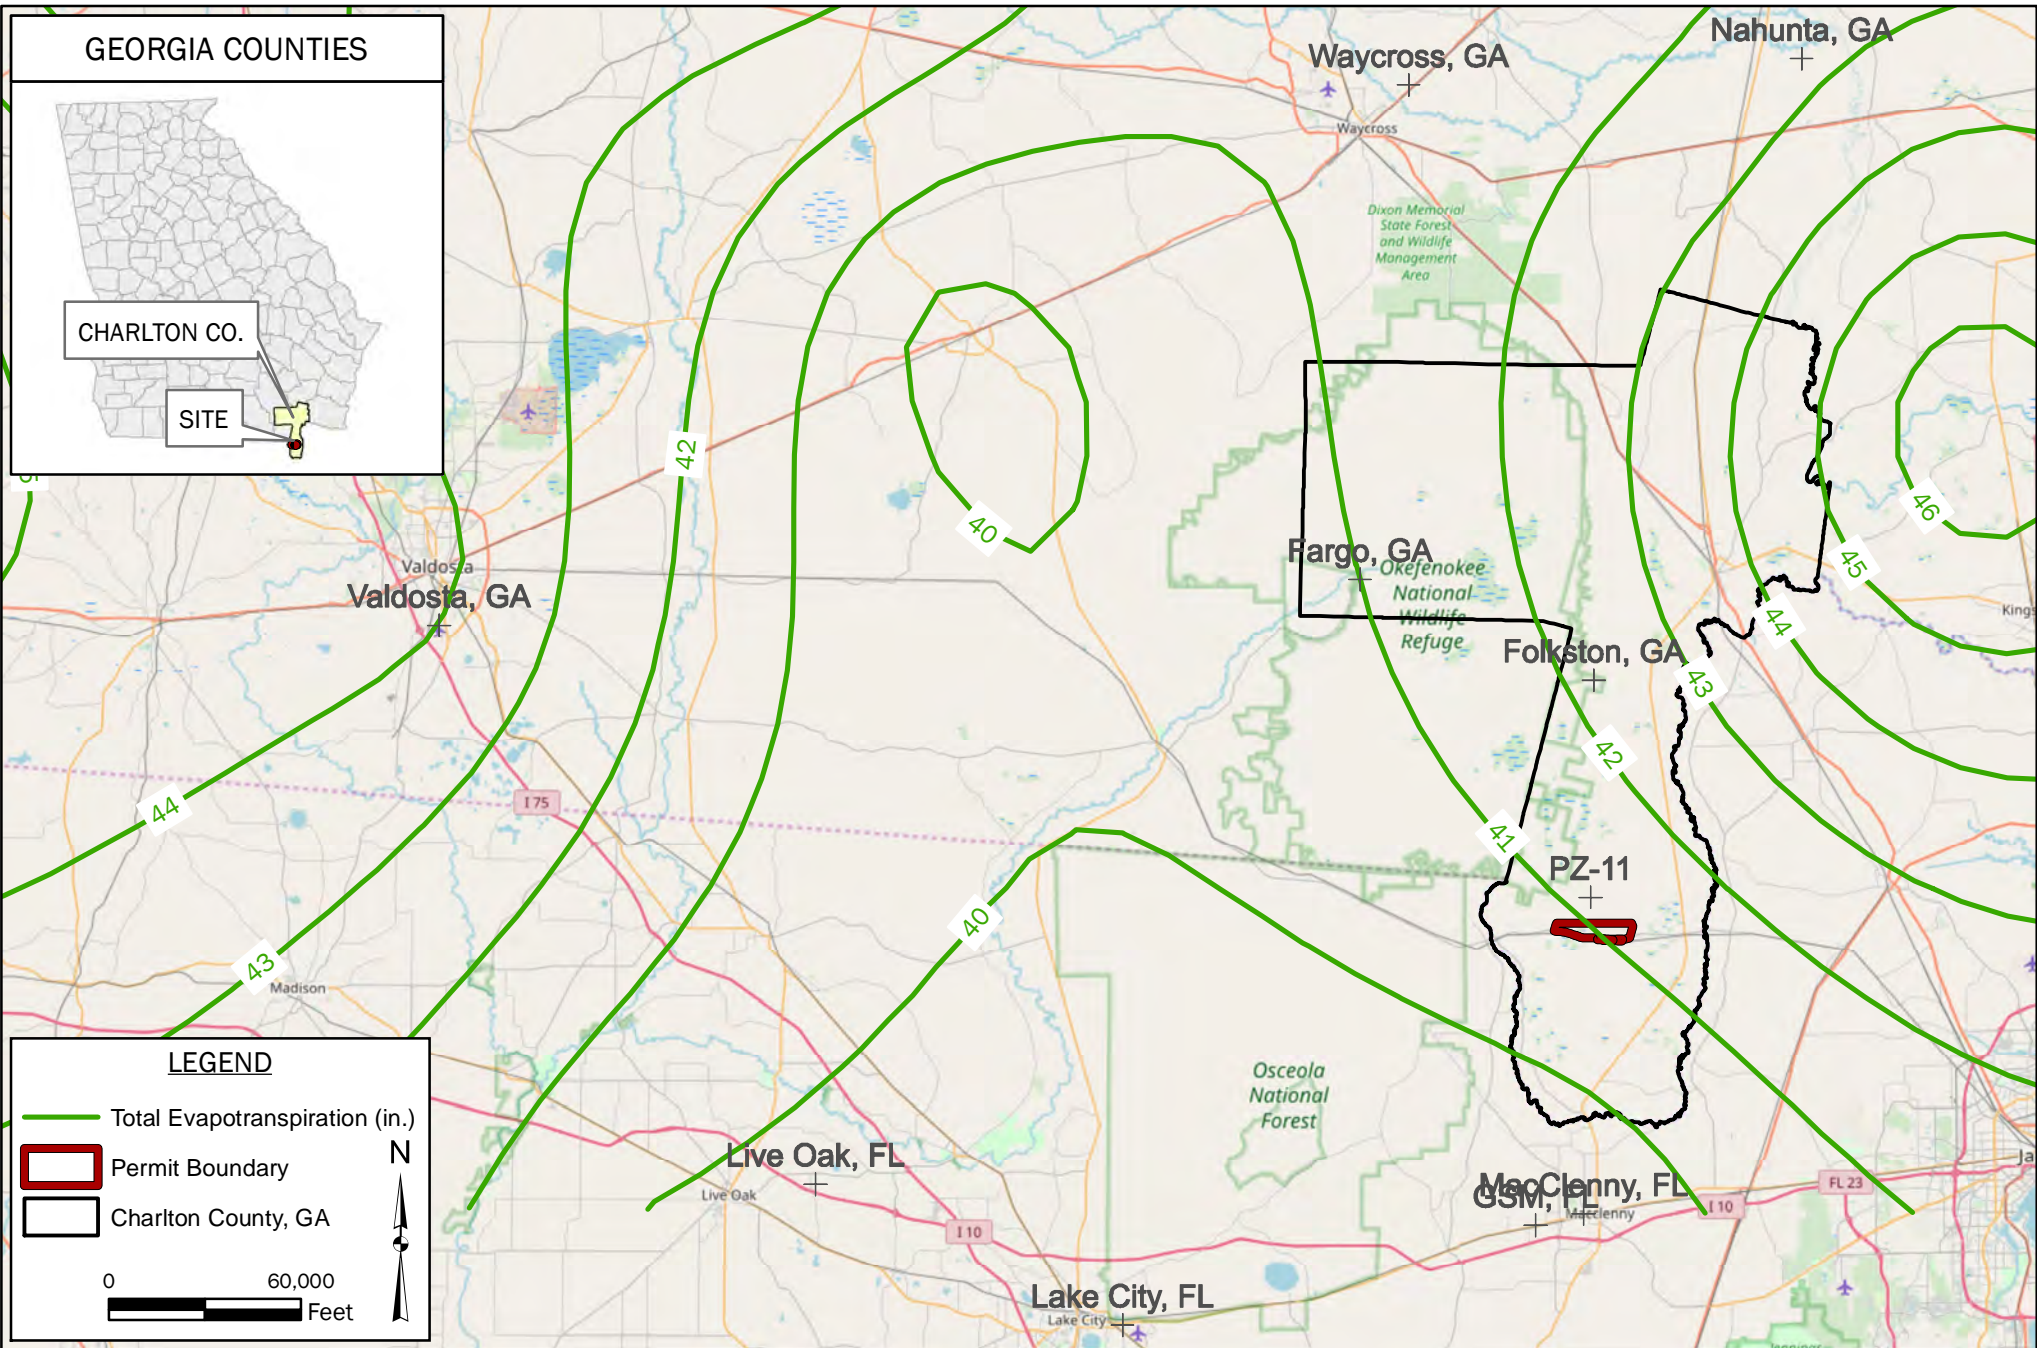 GEORGIA COUNTIES
CHARLTON CO.
SITE
Nahunta, GA
Waycross, GA
Waycross
Dixon Memorial
State Forest
and Wildlife
Management
Area
42
40
46
45
44
43
42
41
Valdosta
Valdosta, GA
Fargo, GA
Okefenokee
National
Wildlife
Refuge
Folkston, GA
I 75
44
43
40
PZ-11
Madison
Osceola
National
Forest
Live Oak, FL
Live Oak
MacClenny, FL
GSM, FL
Macclenny
I 10
FL 23
I 10
Lake City, FL
Lake City
LEGEND
Total Evapotranspiration (in.)
Permit Boundary
Charlton County, GA
N
0 60,000
Feet